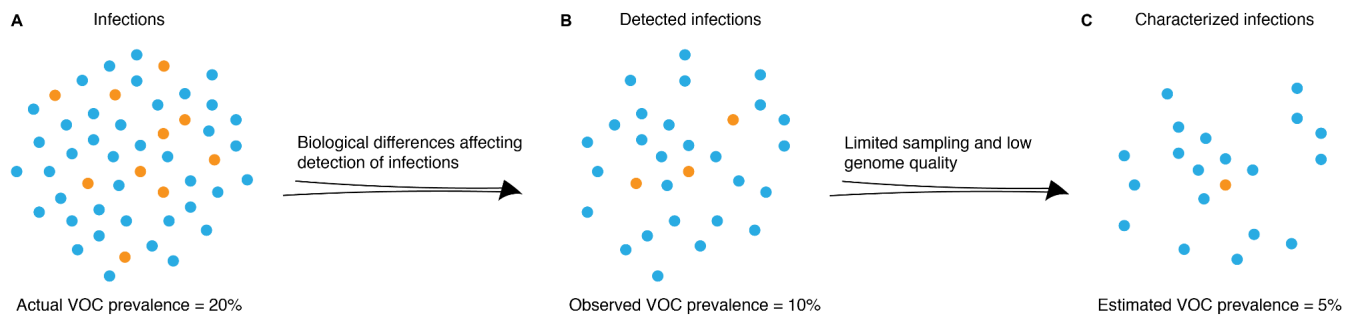 A Infections
B Detected infections
C Characterized infections
Biological differences affecting
detection of infections
Limited sampling and low
genome quality
Actual VOC prevalence = 20%
Observed VOC prevalence = 10%
Estimated VOC prevalence = 5%